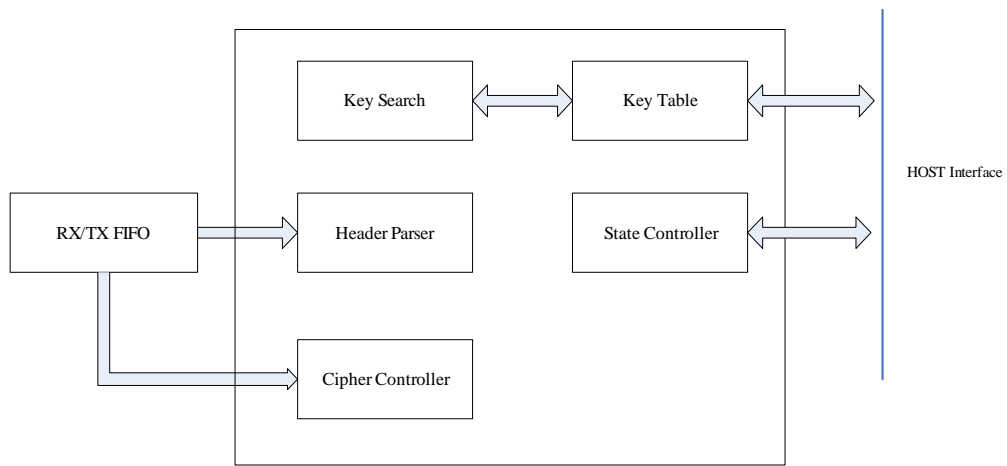 Key Search
Key Table
HOST Interface
RX/TX FIFO
Header Parser
State Controller
Cipher Controller